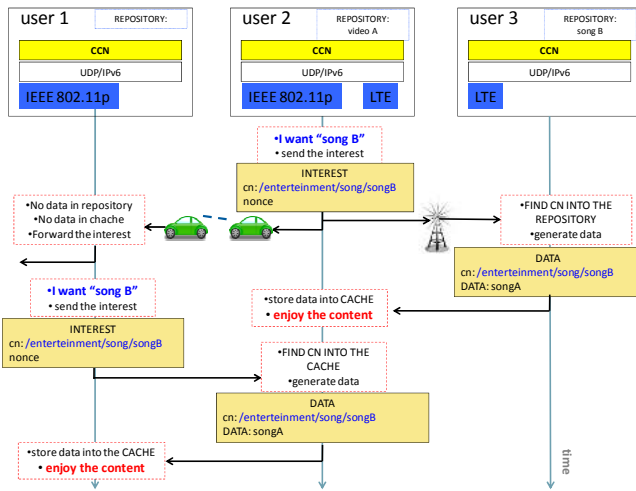 user 1
REPOSITORY:
CCN
UDP/IPv6
IEEE 802.11p
user 2
REPOSITORY:
video A
CCN
UDP/IPv6
IEEE 802.11p
LTE
user 3
REPOSITORY:
song B
CCN
UDP/IPv6
LTE
•I want “song B”
•send the interest
INTEREST
cn:/enterteinment/song/songB
nonce
•No data in repository
•No data in chache
•Forward the interest
•FIND CN INTO THE
REPOSITORY
•generate data
DATA
cn:/enterteinment/song/songB
DATA: songA
•I want “song B”
•send the interest
•store data into CACHE
• enjoy the content
INTEREST
cn:/enterteinment/song/songB
nonce
•FIND CN INTO THE
CACHE
•generate data
DATA
cn:/enterteinment/song/songB
DATA: songA
•store data into the CACHE
• enjoy the content
time